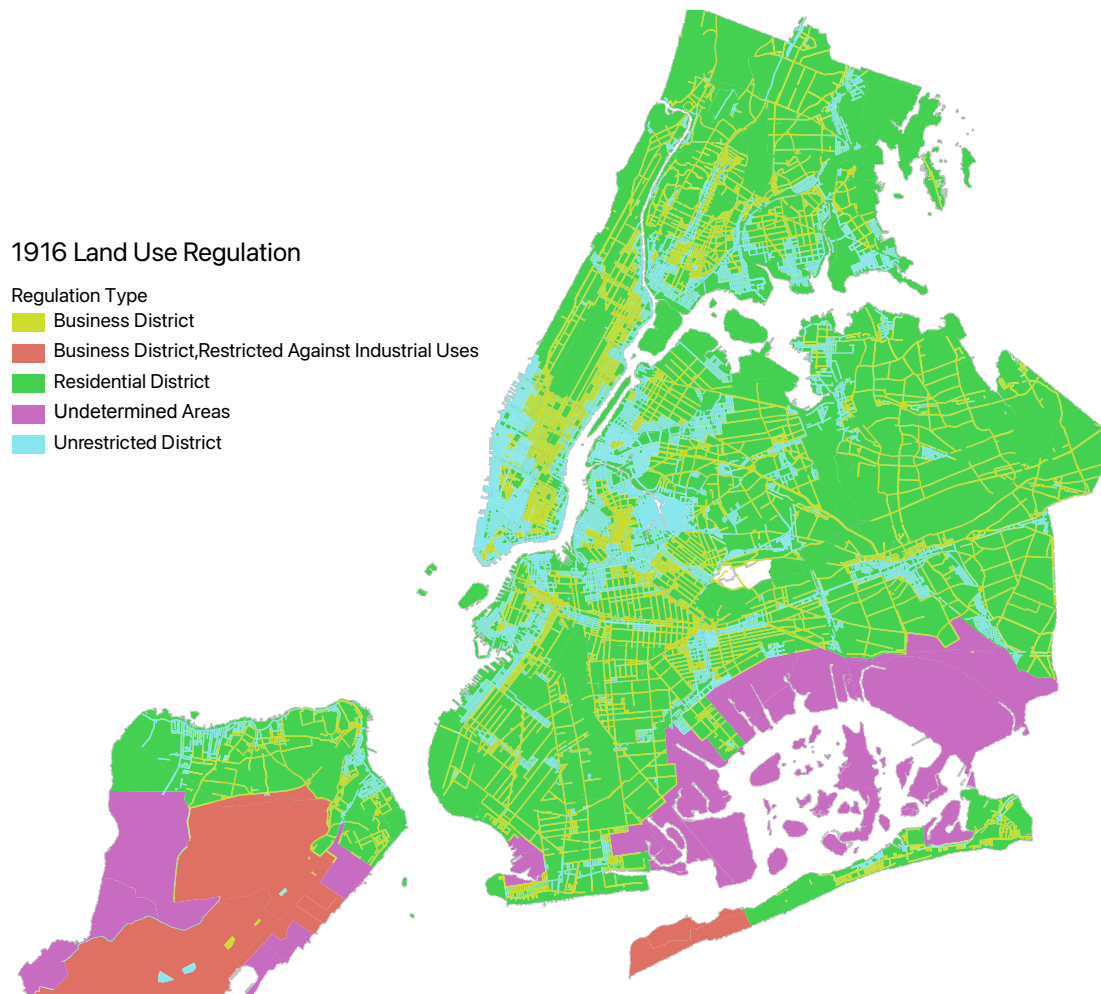 1916 Land Use Regulation
Regulation Type
Business District
Business District,Restricted Against Industrial Uses
Residential District
Undetermined Areas
Unrestricted District